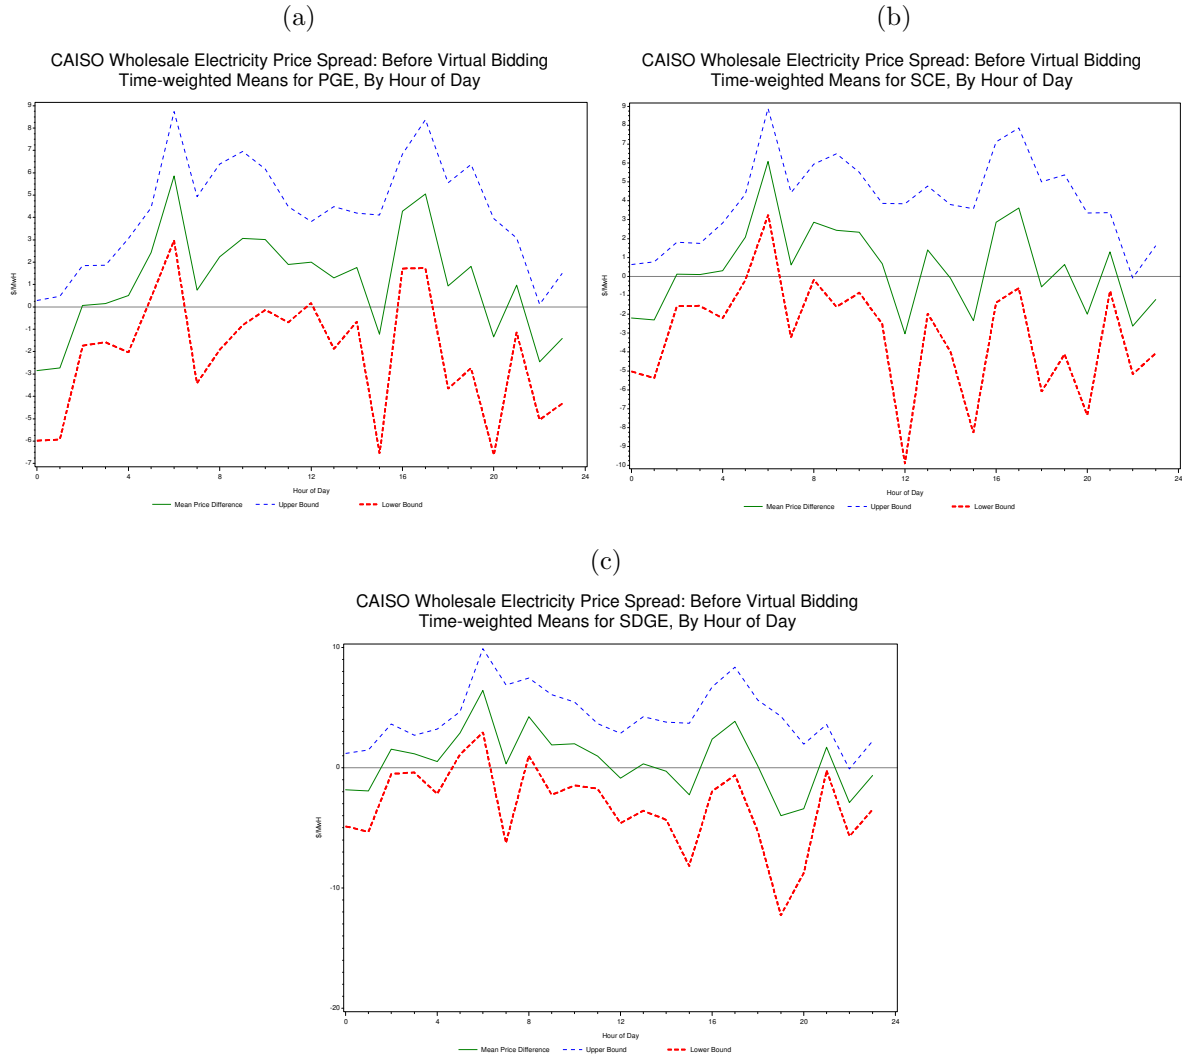 (a)
CAISO Wholesale Electricity Price Spread: Before Virtual Bidding
Time-weighted Means for PGE, By Hour of Day
9
8
7
6
5
4
3
2
1
0
-1
-2
-3
-4
-5
-6
-7
$/MwH
0 4 8 12 16 20 24
Hour of Day
Mean Price Difference Upper Bound Lower Bound
(b)
CAISO Wholesale Electricity Price Spread: Before Virtual Bidding
Time-weighted Means for SCE, By Hour of Day
9
8
7
6
5
4
3
2
1
0
-1
-2
-3
-4
-5
-6
-7
-8
-9
-10
$/MwH
0 4 8 12 16 20 24
Hour of Day
Mean Price Difference Upper Bound Lower Bound
(c)
CAISO Wholesale Electricity Price Spread: Before Virtual Bidding
Time-weighted Means for SDGE, By Hour of Day
10
0
-10
-20
$/MwH
0 4 8 12 16 20 24
Hour of Day
Mean Price Difference Upper Bound Lower Bound